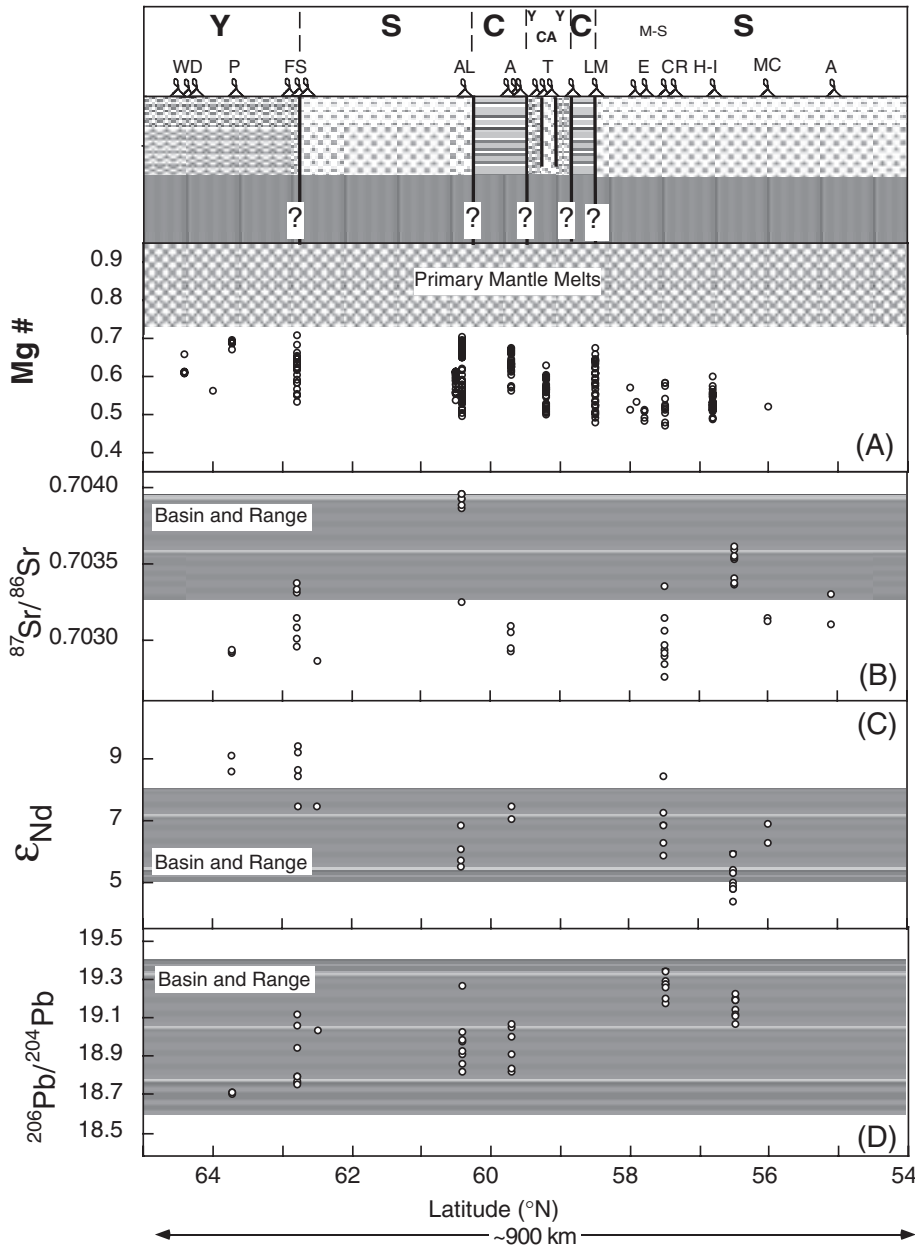 Y S C Y Y C M-S S
CA
WD P FS AL A T LM E CR H-I MC A
? ? ? ? ?
Primary Mantle Melts
Mg #
0.9
0.8
0.7
0.6
0.5
0.4
(A)
87Sr/86Sr
0.7040
0.7035
0.7030
Basin and Range
(B)
εNd
9
7
5
Basin and Range
(C)
206Pb/204Pb
19.5
19.3
19.1
18.9
18.7
18.5
Basin and Range
(D)
64 62 60 58 56 54
Latitude (°N)
~900 km